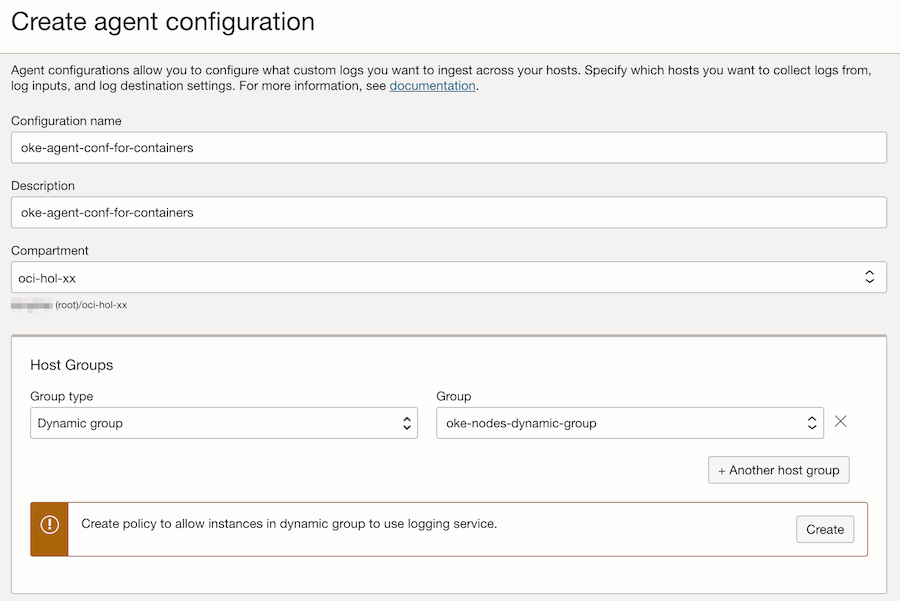 Create agent configuration
Agent configurations allow you to configure what custom logs you want to ingest across your hosts. Specify which hosts you want to collect logs from,
log inputs, and log destination settings. For more information, see documentation.
Configuration name
oke-agent-conf-for-containers
Description
oke-agent-conf-for-containers
Compartment
oci-hol-xx
(root)/oci-hol-xx
Host Groups
Group type Group
Dynamic group oke-nodes-dynamic-group
+ Another host group
Create policy to allow instances in dynamic group to use logging service.
Create